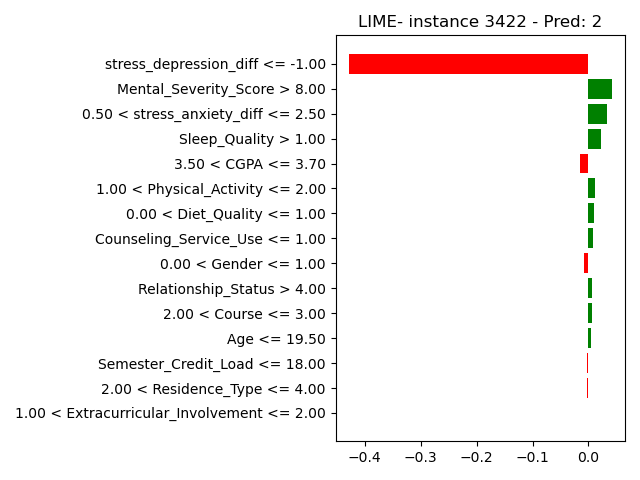 LIME- instance 3422 - Pred: 2
stress_depression_diff <= -1.00
Mental_Severity_Score > 8.00
0.50 < stress_anxiety_diff <= 2.50
Sleep_Quality > 1.00
3.50 < CGPA <= 3.70
1.00 < Physical_Activity <= 2.00
0.00 < Diet_Quality <= 1.00
Counseling_Service_Use <= 1.00
0.00 < Gender <= 1.00
Relationship_Status > 4.00
2.00 < Course <= 3.00
Age <= 19.50
Semester_Credit_Load <= 18.00
2.00 < Residence_Type <= 4.00
1.00 < Extracurricular_Involvement <= 2.00
−0.4 −0.3 −0.2 −0.1 0.0